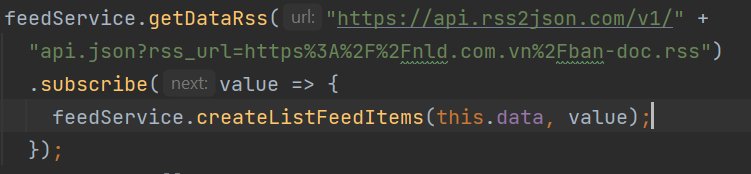 feedService.getDataRss( url: "https://api.rss2json.com/v1/" +
"api.json?rss_url=https%3A%2F%2Fnld.com.vn%2Fban-doc.rss")
.subscribe( next: value => {
feedService.createListFeedItems(this.data, value);
});